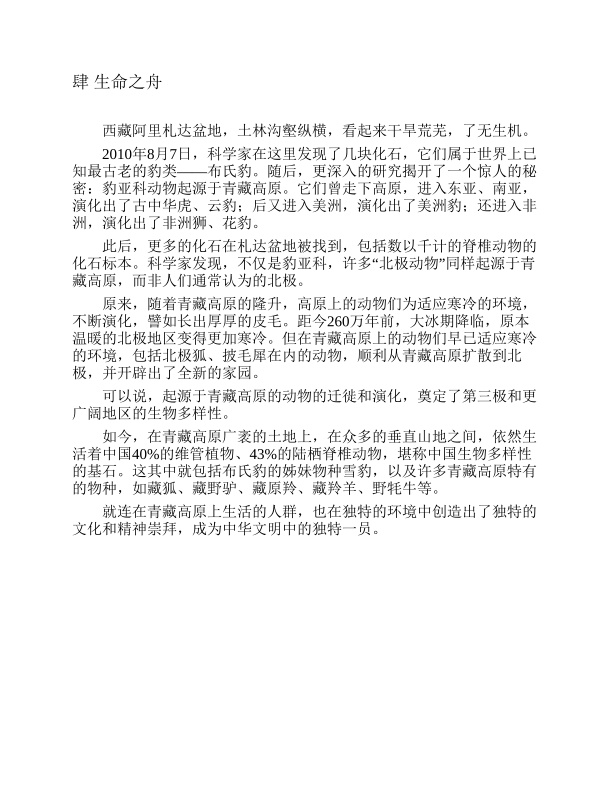 肆 生命之舟
西藏阿里札达盆地，土林沟壑纵横，看起来干旱荒芜，了无生机。
2010年8月7日，科学家在这里发现了几块化石，它们属于世界上已
知最古老的豹类——布氏豹。随后，更深入的研究揭开了一个惊人的秘
密：豹亚科动物起源于青藏高原。它们曾走下高原，进入东亚、南亚，
演化出了古中华虎、云豹；后又进入美洲，演化出了美洲豹；还进入非
洲，演化出了非洲狮、花豹。
此后，更多的化石在札达盆地被找到，包括数以千计的脊椎动物的
化石标本。科学家发现，不仅是豹亚科，许多“北极动物”同样起源于青
藏高原，而非人们通常认为的北极。
原来，随着青藏高原的隆升，高原上的动物们为适应寒冷的环境，
不断演化，譬如长出厚厚的皮毛。距今260万年前，大冰期降临，原本
温暖的北极地区变得更加寒冷。但在青藏高原上的动物们早已适应寒冷
的环境，包括北极狐、披毛犀在内的动物，顺利从青藏高原扩散到北
极，并开辟出了全新的家园。
可以说，起源于青藏高原的动物的迁徙和演化，奠定了第三极和更
广阔地区的生物多样性。
如今，在青藏高原广袤的土地上，在众多的垂直山地之间，依然生
活着中国40%的维管植物、43%的陆栖脊椎动物，堪称中国生物多样性
的基石。这其中就包括布氏豹的姊妹物种雪豹，以及许多青藏高原特有
的物种，如藏狐、藏野驴、藏原羚、藏羚羊、野牦牛等。
就连在青藏高原上生活的人群，也在独特的环境中创造出了独特的
文化和精神崇拜，成为中华文明中的独特一员。